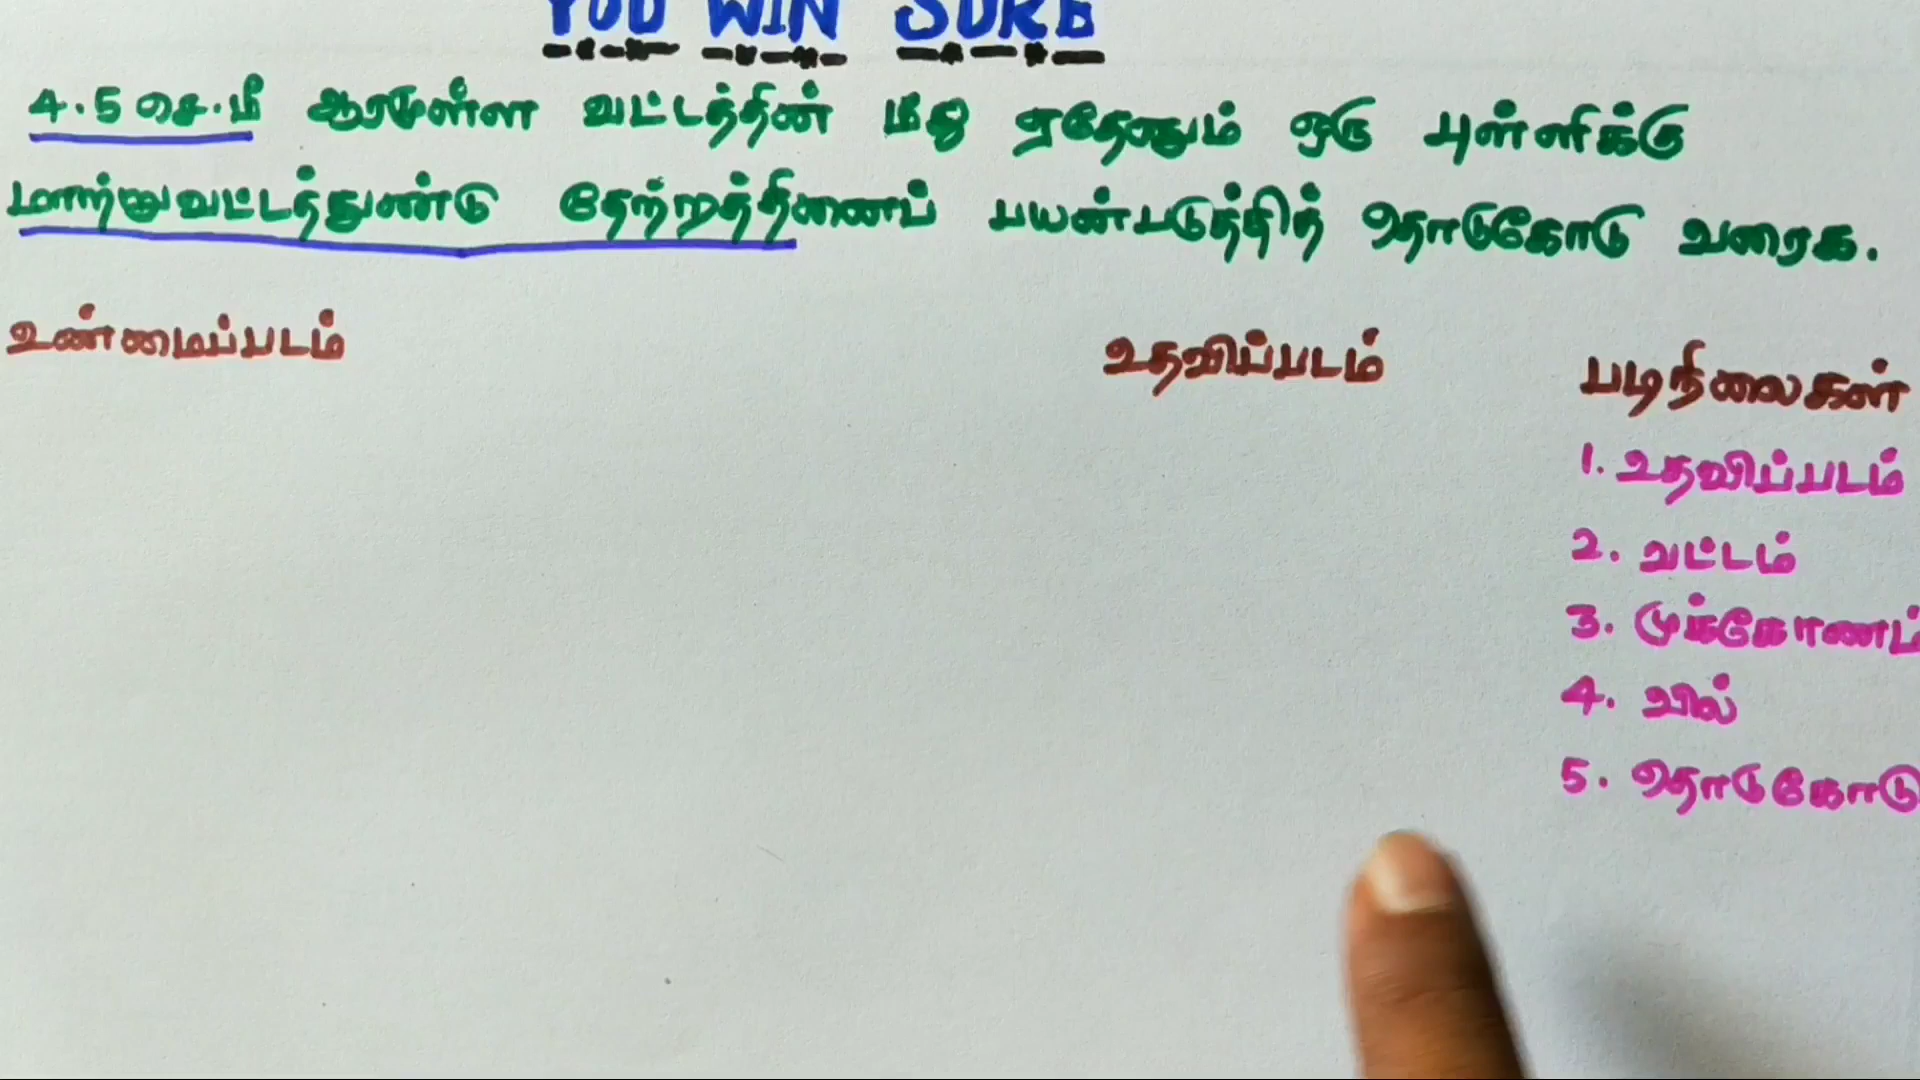 YOU WIN SURE
4.5 செ.மீ ஆரமுள்ள வட்டத்தின் மீது ஏதேனும் ஒரு புள்ளிக்கு
மாற்றுவட்டத்துண்டு தேற்றத்தினைப் பயன்படுத்தித் தொடுகோடு வரைக.
உண்மைப்படம்
உதவிப்படம்
படிநிலைகள்
1. உதவிப்படம்
2. வட்டம்
3. முக்கோணம்
4. வில்
5. தொடுகோடு